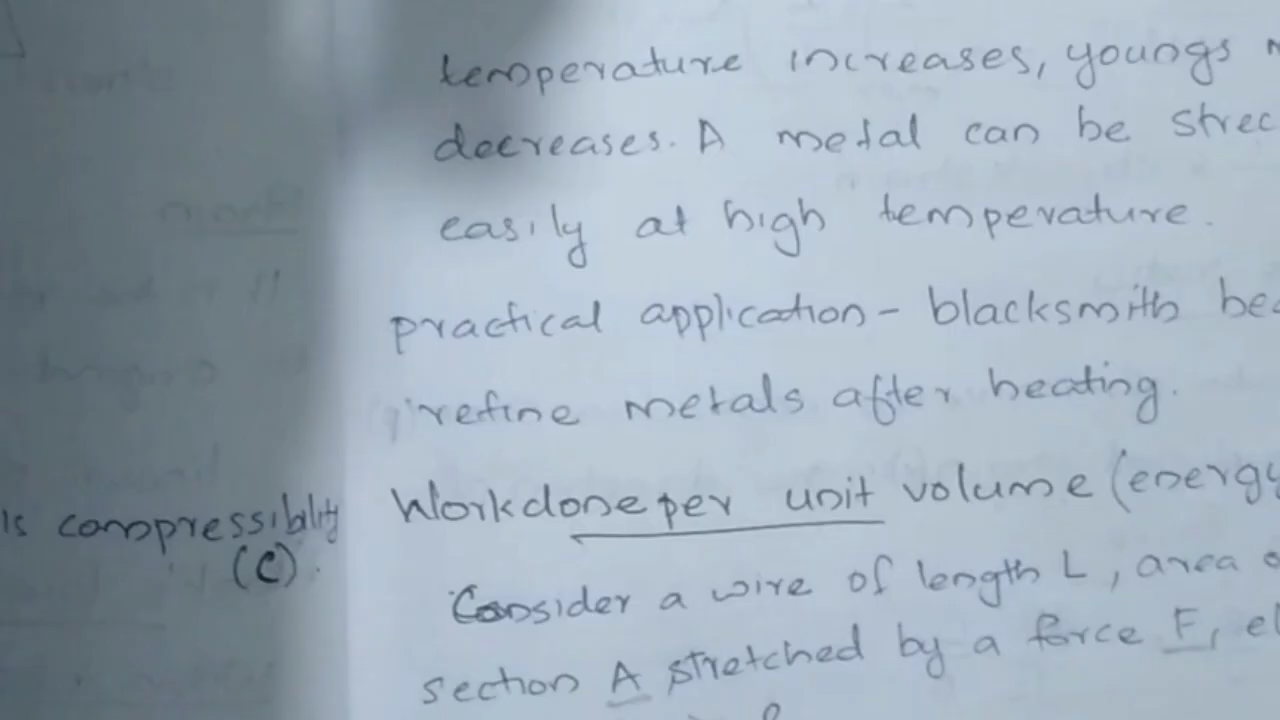 temperature increases, youngs
decreases. A metal can be strec
easily at high temperature.
practical application - blacksmith
refine metals after heating.
is compressiblity
(C).
Workdone per unit volume (energy
Consider a wire of length L, area
section A stretched by a force F, el